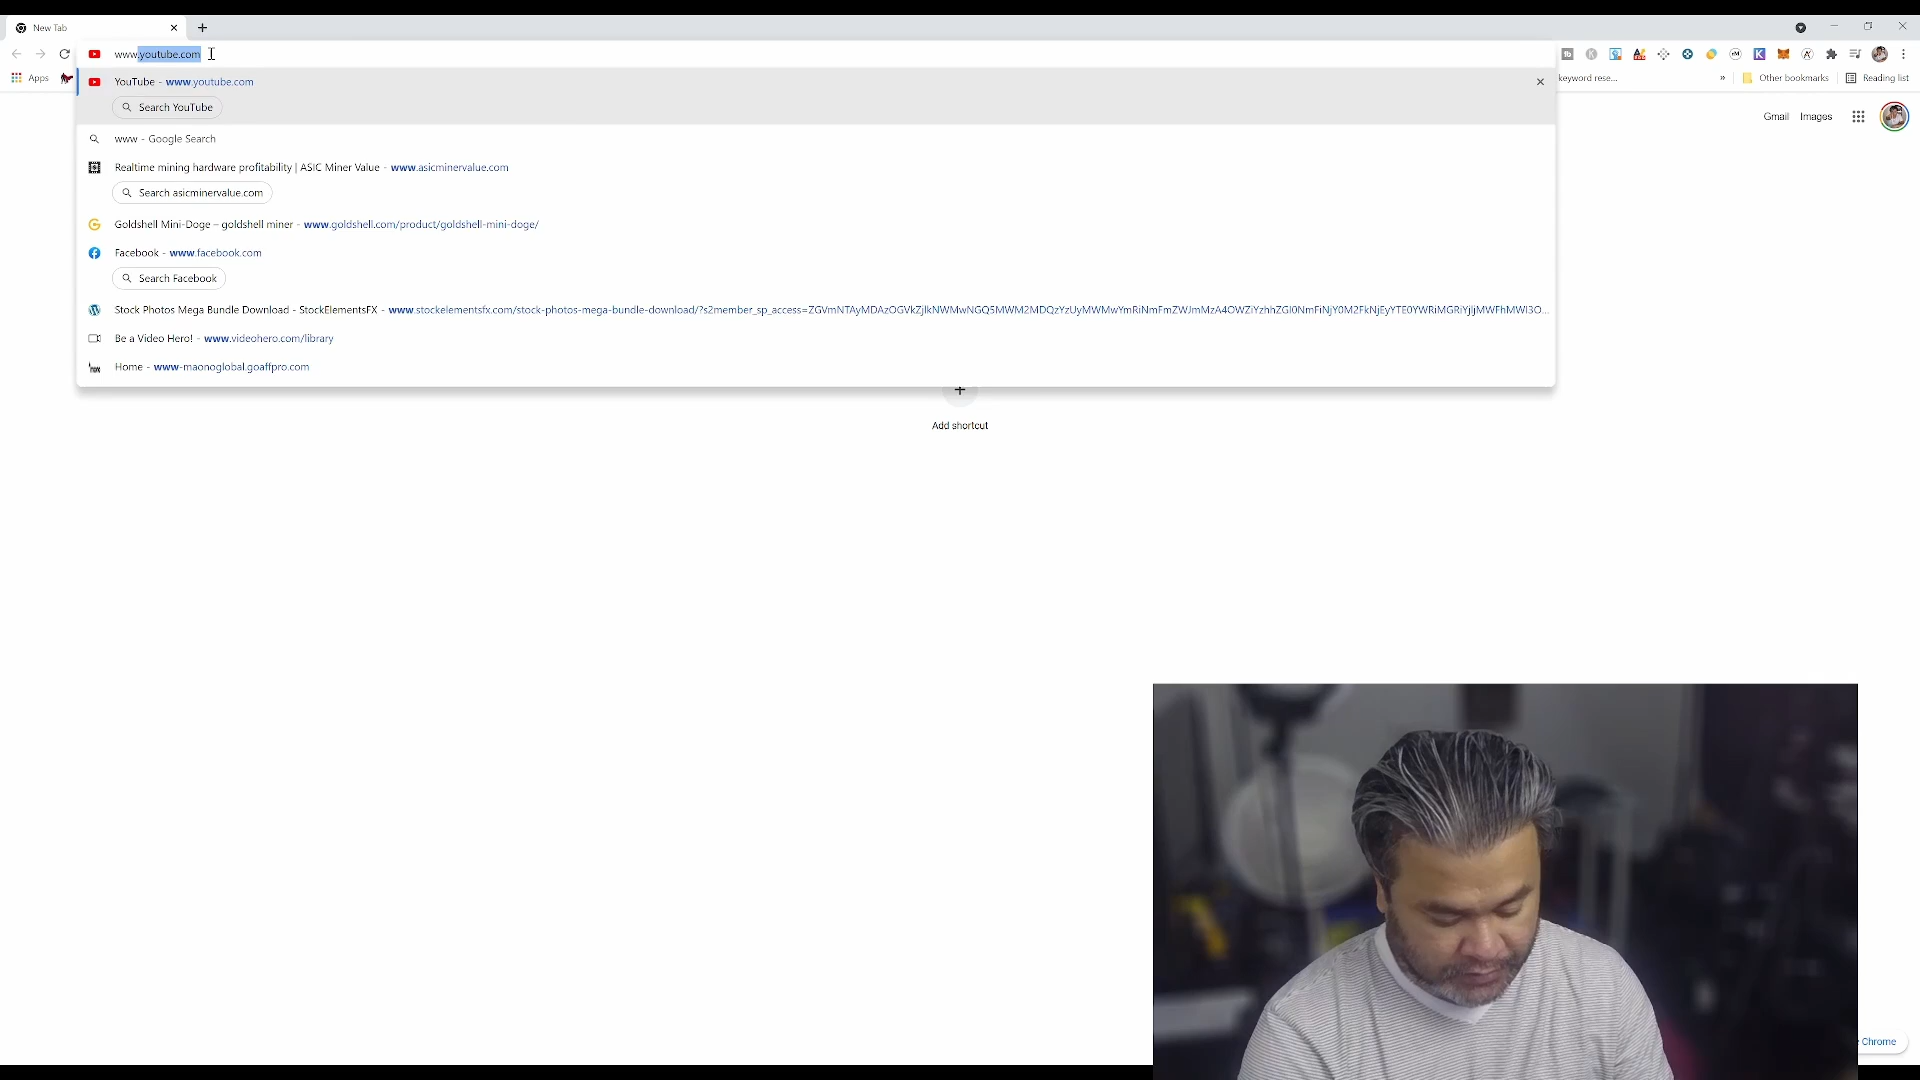 New Tab
www.youtube.com
Apps
keyword rese...
»
Other bookmarks
Reading list
YouTube - www.youtube.com
Search YouTube
Gmail
Images
www - Google Search
Realtime mining hardware profitability | ASIC Miner Value - www.asicminervalue.com
Search asicminervalue.com
Goldshell Mini-Doge – goldshell miner - www.goldshell.com/product/goldshell-mini-doge/
Facebook - www.facebook.com
Search Facebook
Stock Photos Mega Bundle Download - StockElementsFX - www.stockelementsfx.com/stock-photos-mega-bundle-download/?s2member_sp_access=
Be a Video Hero! - www.videohero.com/library
Home - www-maonoglobal.goaffpro.com
Add shortcut
Chrome